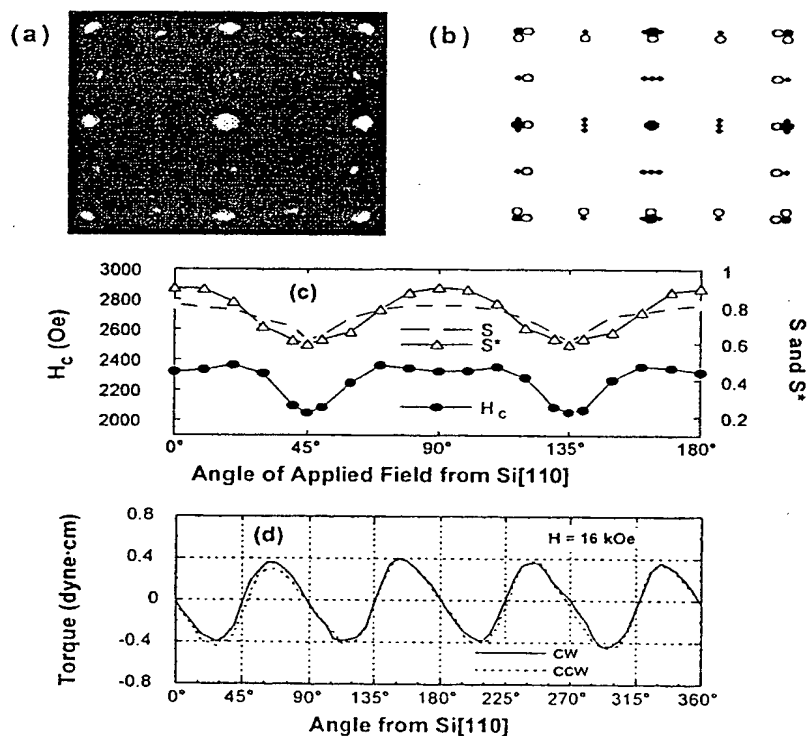 (a)
(b)
3000
2800
2600
2400
2200
2000
H_c (Oe)
(c)
S
S*
H_c
1
0.8
0.6
0.4
0.2
S and S*
0° 45° 90° 135° 180°
Angle of Applied Field from Si[110]
(d)
H = 16 kOe
0.8
0.4
0
-0.4
-0.8
Torque (dyne·cm)
CW
CCW
0° 45° 90° 135° 180° 225° 270° 315° 360°
Angle from Si[110]